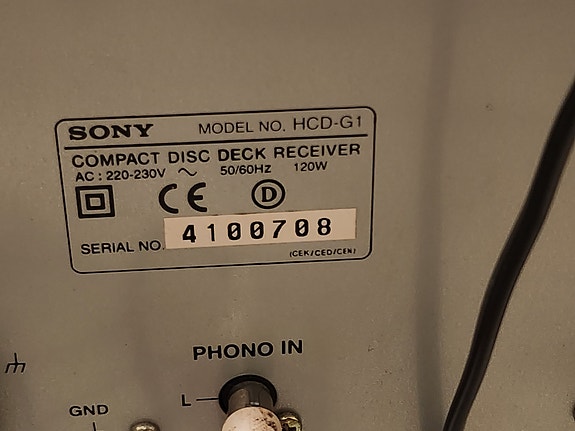 SONY MODEL NO. HCD-G1
COMPACT DISC DECK RECEIVER
AC : 220-230V ~ 50/60Hz 120W
CE D
SERIAL NO. 4100708
(CEK/CED/CEN)
PHONO IN
L
GND